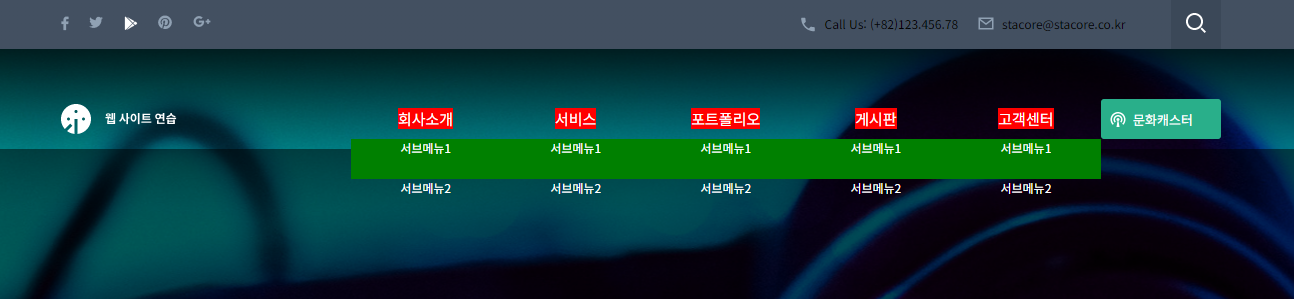 Call Us: (+82)123.456.78 stacore@stacore.co.kr
웹 사이트 연습 회사소개 서비스 포트폴리오 게시판 고객센터 문화캐스터
서브메뉴1 서브메뉴1 서브메뉴1 서브메뉴1 서브메뉴1
서브메뉴2 서브메뉴2 서브메뉴2 서브메뉴2 서브메뉴2